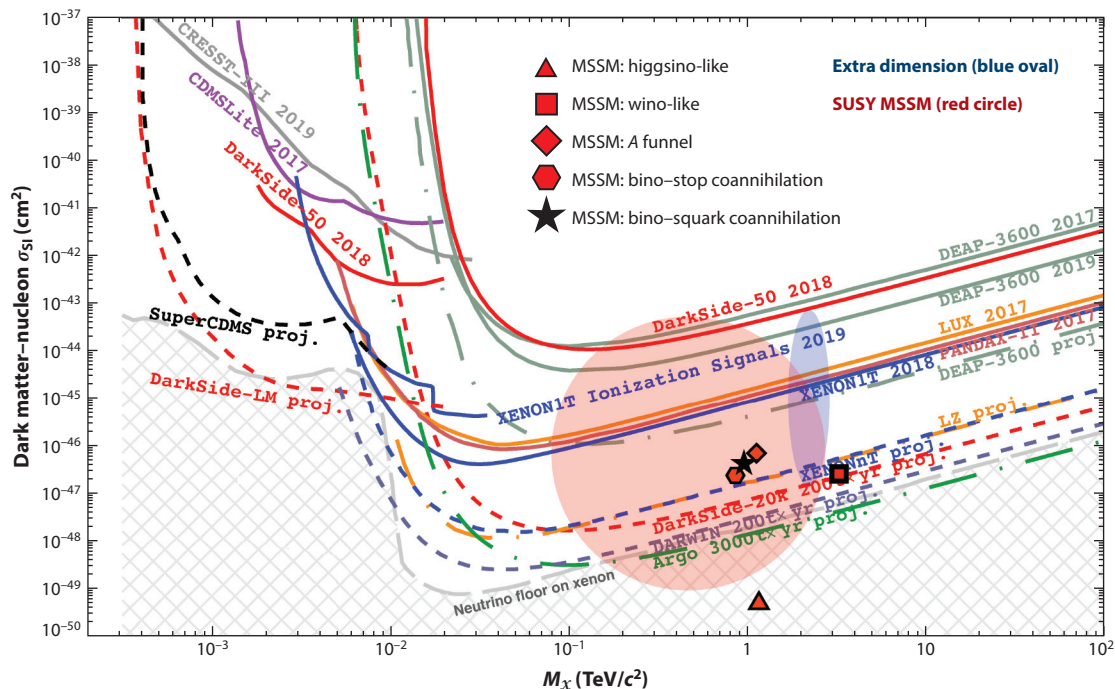 10⁻³⁷
10⁻³⁸
10⁻³⁹
10⁻⁴⁰
10⁻⁴¹
10⁻⁴²
10⁻⁴³
10⁻⁴⁴
10⁻⁴⁵
10⁻⁴⁶
10⁻⁴⁷
10⁻⁴⁸
10⁻⁴⁹
10⁻⁵⁰
Dark matter–nucleon σSI (cm²)
CRESST-III 2019
CDMSLite 2017
DarkSide-50 2018
SuperCDMS proj.
DarkSide-LM proj.
MSSM: higgsino-like
MSSM: wino-like
MSSM: A funnel
MSSM: bino–stop coannihilation
MSSM: bino–squark coannihilation
Extra dimension (blue oval)
SUSY MSSM (red circle)
DEAP-3600 2017
DarkSide-50 2018
DEAP-3600 2019
LUX 2017
PANDAX-II 2017
DEAP-3600 proj.
XENON1T Ionization Signals 2019
XENON1T 2018
LZ proj.
XENONnT proj.
DarkSide-20k 200t×yr proj.
DARWIN 200t×yr proj.
Argo 3000t×yr proj.
Neutrino floor on xenon
10⁻³
10⁻²
10⁻¹
1
10
10²
Mχ (TeV/c²)